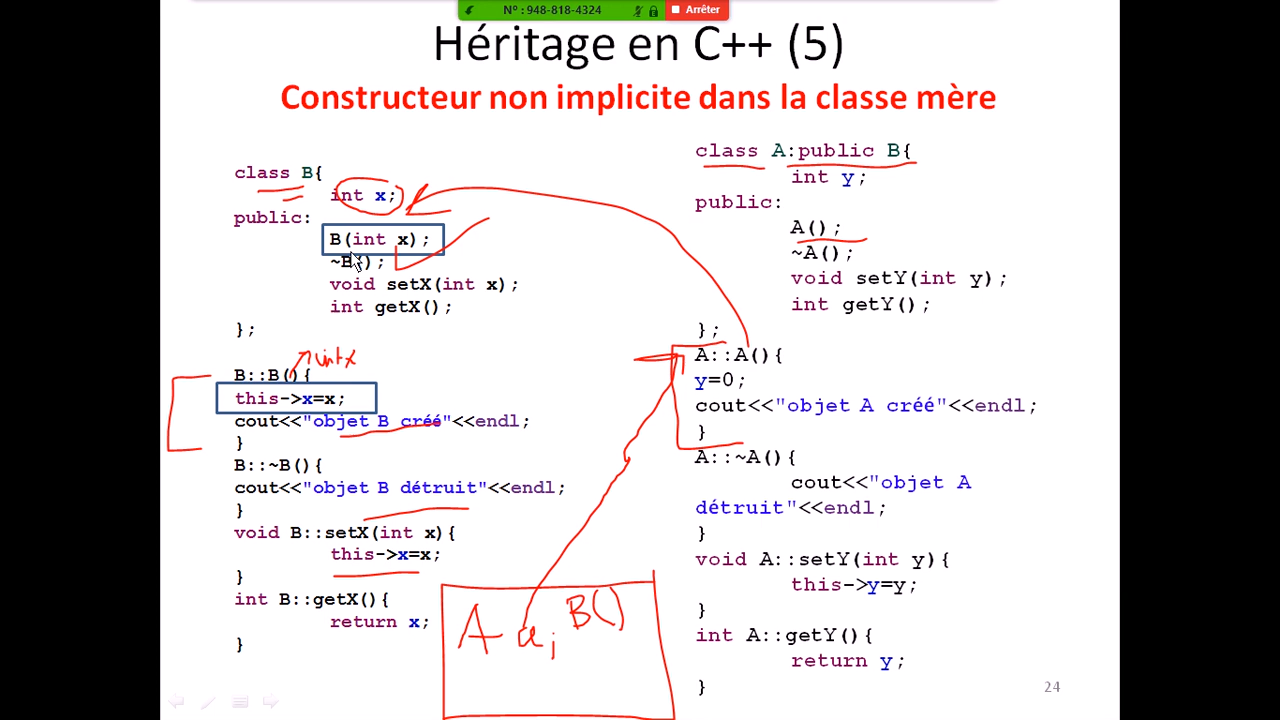 N° : 948-818-4324
Arrêter
Héritage en C++ (5)
Constructeur non implicite dans la classe mère
class B{
int x;
public:
B(int x);
~B();
void setX(int x);
int getX();
};
int x
B::B(){
this->x=x;
cout<<"objet B créé"<<endl;
}
B::~B(){
cout<<"objet B détruit"<<endl;
}
void B::setX(int x){
this->x=x;
}
int B::getX(){
return x;
}
A a; B()
class A:public B{
int y;
public:
A();
~A();
void setY(int y);
int getY();
};
A::A(){
y=0;
cout<<"objet A créé"<<endl;
}
A::~A(){
cout<<"objet A
détruit"<<endl;
}
void A::setY(int y){
this->y=y;
}
int A::getY(){
return y;
}
24